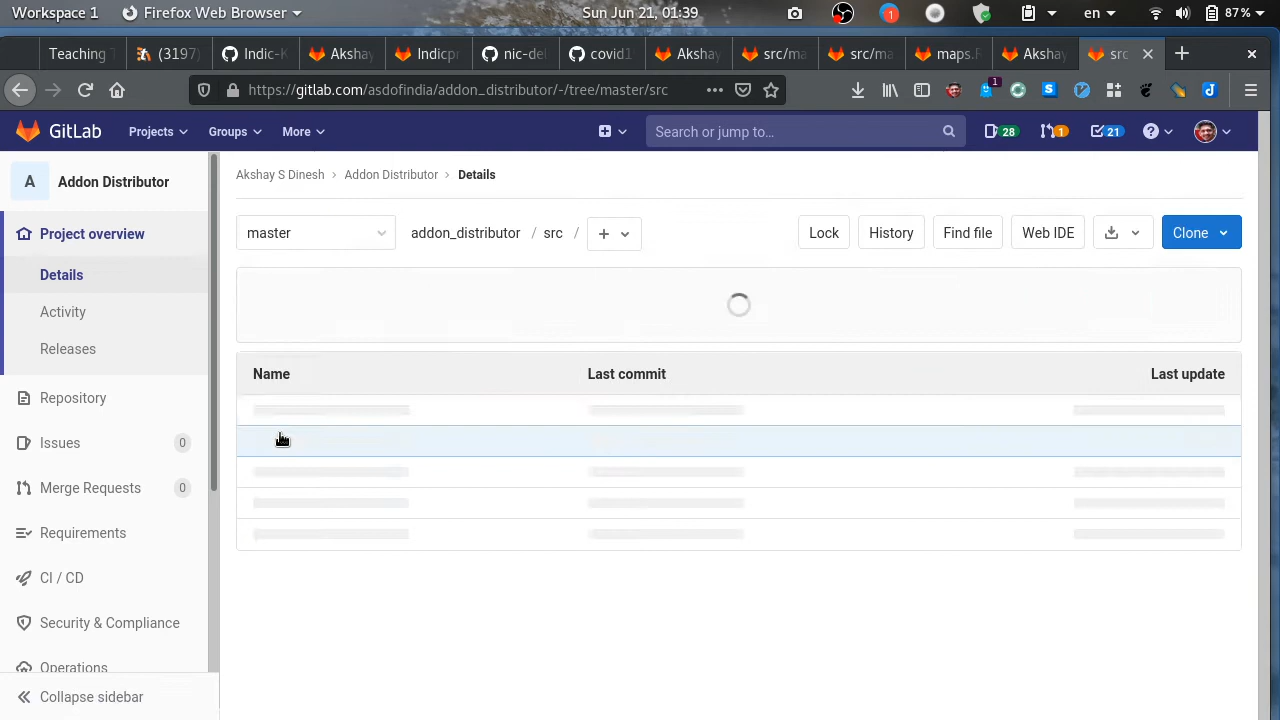 Workspace 1 Firefox Web Browser Sun Jun 21, 01:39 1 en 87%
Teaching (3197) Indic-K Akshay Indicpr nic-del covid1 Akshay src/ma src/ma maps.R Akshay src
https://gitlab.com/asdofindia/addon_distributor/-/tree/master/src 1
GitLab Projects Groups More Search or jump to... 28 1 21
A Addon Distributor
Akshay S Dinesh › Addon Distributor › Details
Project overview
Details
Activity
Releases
Repository
Issues 0
Merge Requests 0
Requirements
CI / CD
Security & Compliance
Operations
Collapse sidebar
master addon_distributor / src / + Lock History Find file Web IDE Clone
Name Last commit Last update